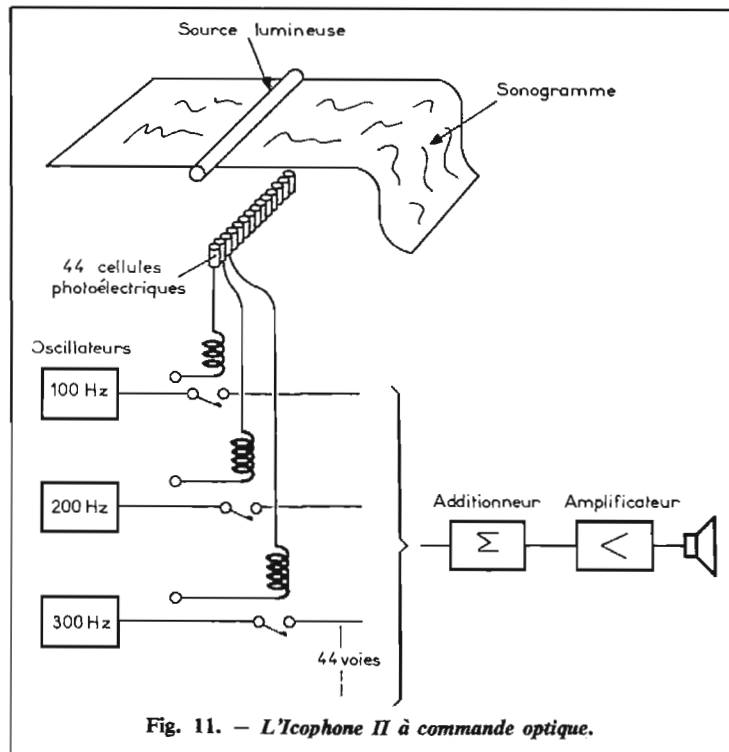 Source lumineuse
Sonogramme
44 cellules
photoélectriques
Oscillateurs
100 Hz
200 Hz
Additionneur
Amplificateur
Σ
<
300 Hz
44 voies
Fig. 11. — L'Icophone II à commande optique.